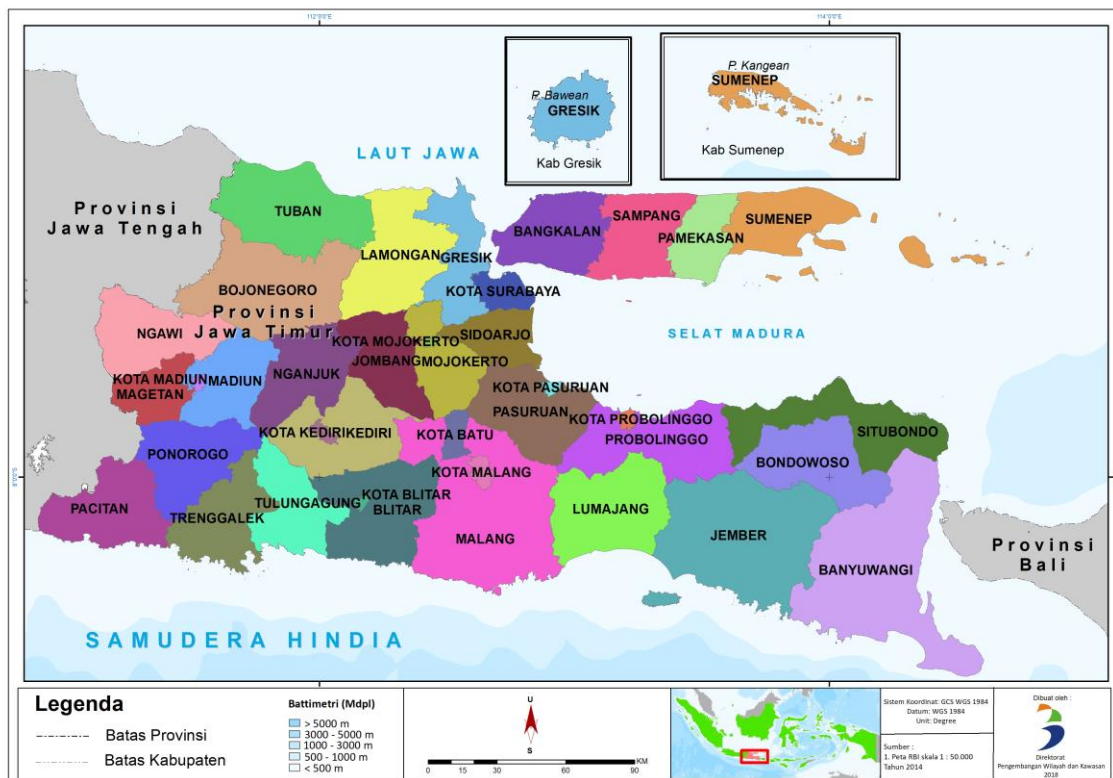 112°0'0"E
114°0'0"E
P. Bawean
GRESIK
Kab Gresik
P. Kangean
SUMENEP
Kab Sumenep
LAUT JAWA
Provinsi
Jawa Tengah
TUBAN
LAMONGAN
GRESIK
BANGKALAN
SAMPANG
PAMEKASAN
SUMENEP
BOJONEGORO
KOTA SURABAYA
Provinsi
Jawa Timur
NGAWI
SELAT MADURA
KOTA MOJOKERTO
SIDOARJO
JOMBANG
MOJOKERTO
NGANJUK
KOTA MADIUN
MADIUN
MAGETAN
KOTA PASURUAN
PASURUAN
KOTA PROBOLINGGO
PROBOLINGGO
SITUBONDO
KOTA KEDIRI
KEDIRI
KOTA BATU
PONOROGO
BONDOWOSO
KOTA MALANG
8°0'0"S
PACITAN
TRENGGALEK
TULUNGAGUNG
KOTA BLITAR
BLITAR
LUMAJANG
MALANG
JEMBER
BANYUWANGI
Provinsi
Bali
SAMUDERA HINDIA
Legenda
Batas Provinsi
Batas Kabupaten
Battimetri (Mdpl)
> 5000 m
3000 - 5000 m
1000 - 3000 m
500 - 1000 m
< 500 m
U
S
KM
0 15 30 60 90
Sistem Koordinat: GCS WGS 1984
Datum: WGS 1984
Unit: Degree
Sumber :
1. Peta RBI skala 1 : 50.000
Tahun 2014
Dibuat oleh :
Direktorat
Pengembangan Wilayah dan Kawasan
2018